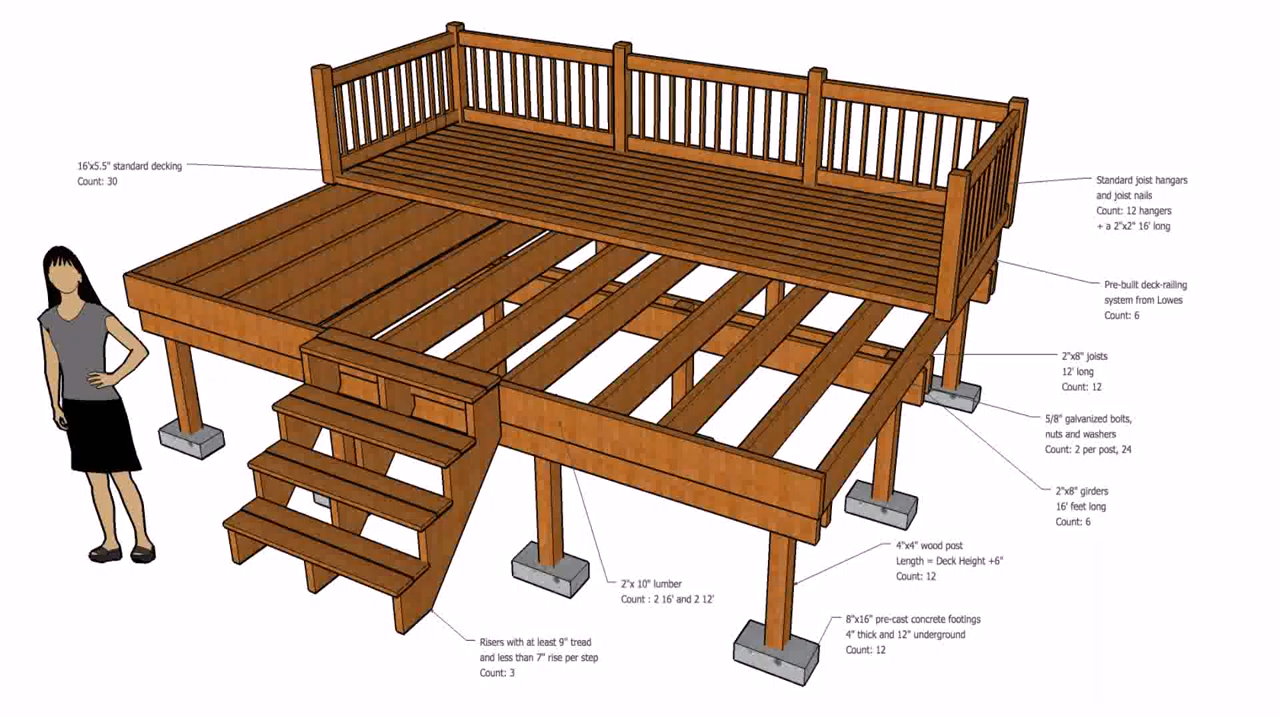 16'x5.5" standard decking
Count: 30
Standard joist hangars
and joist nails
Count: 12 hangers
+ a 2"x2" 16' long
Pre-built deck-railing
system from Lowes
Count: 6
2"x8" joists
12' long
Count: 12
5/8" galvanized bolts,
nuts and washers
Count: 2 per post, 24
2"x8" girders
16' feet long
Count: 6
4"x4" wood post
Length = Deck Height +6"
Count: 12
2"x 10" lumber
Count : 2 16' and 2 12'
8"x16" pre-cast concrete footings
4" thick and 12" underground
Count: 12
Risers with at least 9" tread
and less than 7" rise per step
Count: 3